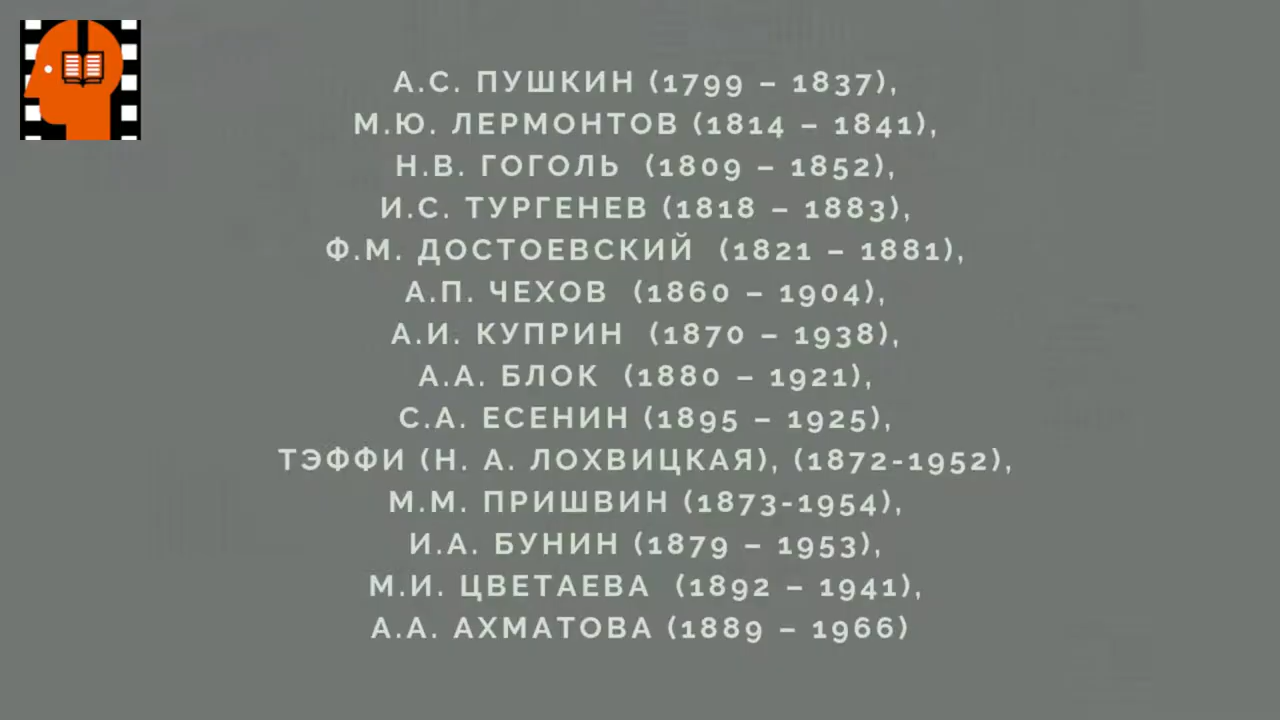 А.С. ПУШКИН (1799 – 1837),
М.Ю. ЛЕРМОНТОВ (1814 – 1841),
Н.В. ГОГОЛЬ (1809 – 1852),
И.С. ТУРГЕНЕВ (1818 – 1883),
Ф.М. ДОСТОЕВСКИЙ (1821 – 1881),
А.П. ЧЕХОВ (1860 – 1904),
А.И. КУПРИН (1870 – 1938),
А.А. БЛОК (1880 – 1921),
С.А. ЕСЕНИН (1895 – 1925),
ТЭФФИ (Н. А. ЛОХВИЦКАЯ), (1872-1952),
М.М. ПРИШВИН (1873-1954),
И.А. БУНИН (1879 – 1953),
М.И. ЦВЕТАЕВА (1892 – 1941),
А.А. АХМАТОВА (1889 – 1966)